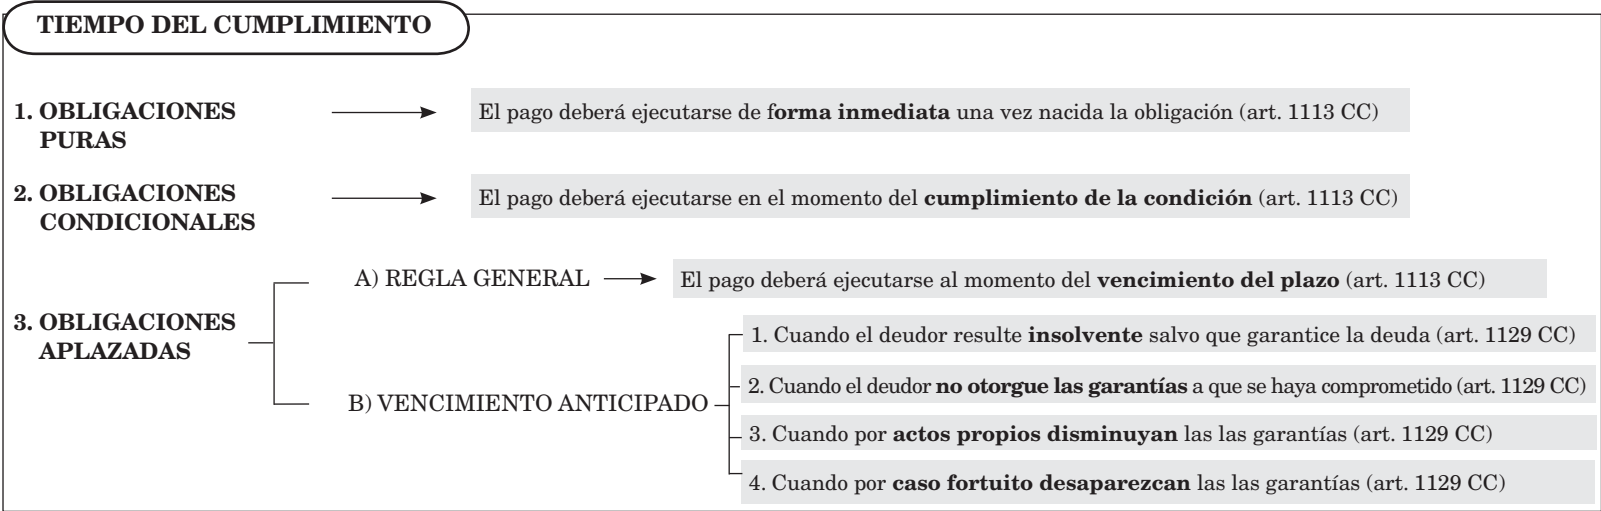 TIEMPO DEL CUMPLIMIENTO
1. OBLIGACIONES
PURAS
El pago deberá ejecutarse de forma inmediata una vez nacida la obligación (art. 1113 CC)
2. OBLIGACIONES
CONDICIONALES
El pago deberá ejecutarse en el momento del cumplimiento de la condición (art. 1113 CC)
3. OBLIGACIONES
APLAZADAS
A) REGLA GENERAL
El pago deberá ejecutarse al momento del vencimiento del plazo (art. 1113 CC)
B) VENCIMIENTO ANTICIPADO
1. Cuando el deudor resulte insolvente salvo que garantice la deuda (art. 1129 CC)
2. Cuando el deudor no otorgue las garantías a que se haya comprometido (art. 1129 CC)
3. Cuando por actos propios disminuyan las las garantías (art. 1129 CC)
4. Cuando por caso fortuito desaparezcan las las garantías (art. 1129 CC)